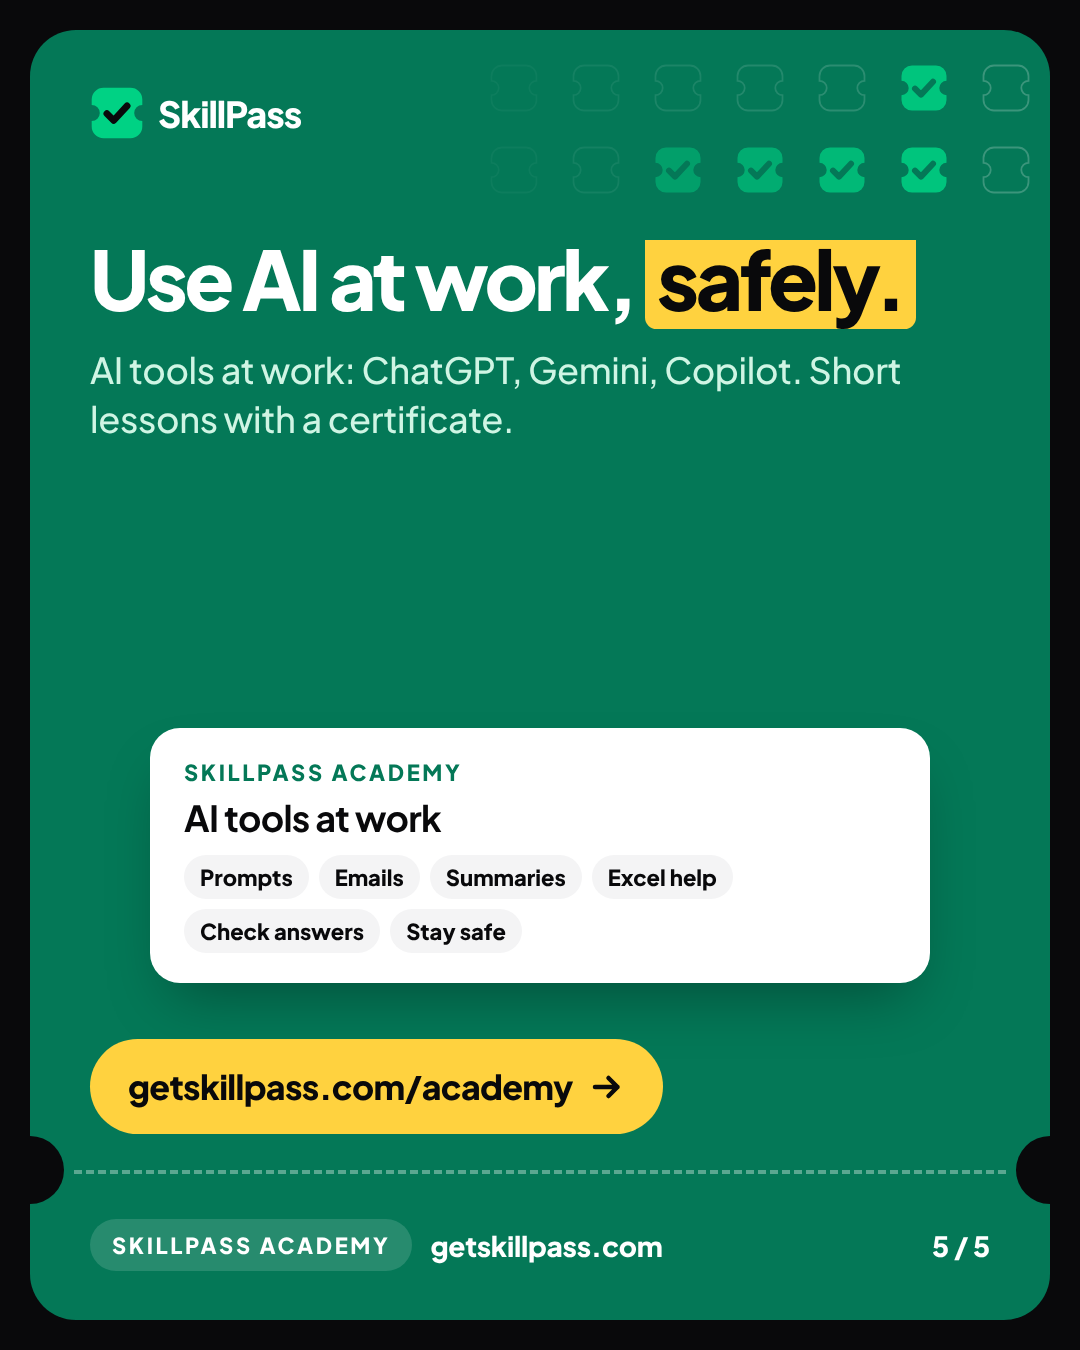 SkillPass
Use AI at work, safely.
AI tools at work: ChatGPT, Gemini, Copilot. Short
lessons with a certificate.
SKILLPASS ACADEMY
AI tools at work
Prompts Emails Summaries Excel help
Check answers Stay safe
getskillpass.com/academy →
SKILLPASS ACADEMY getskillpass.com 5 / 5